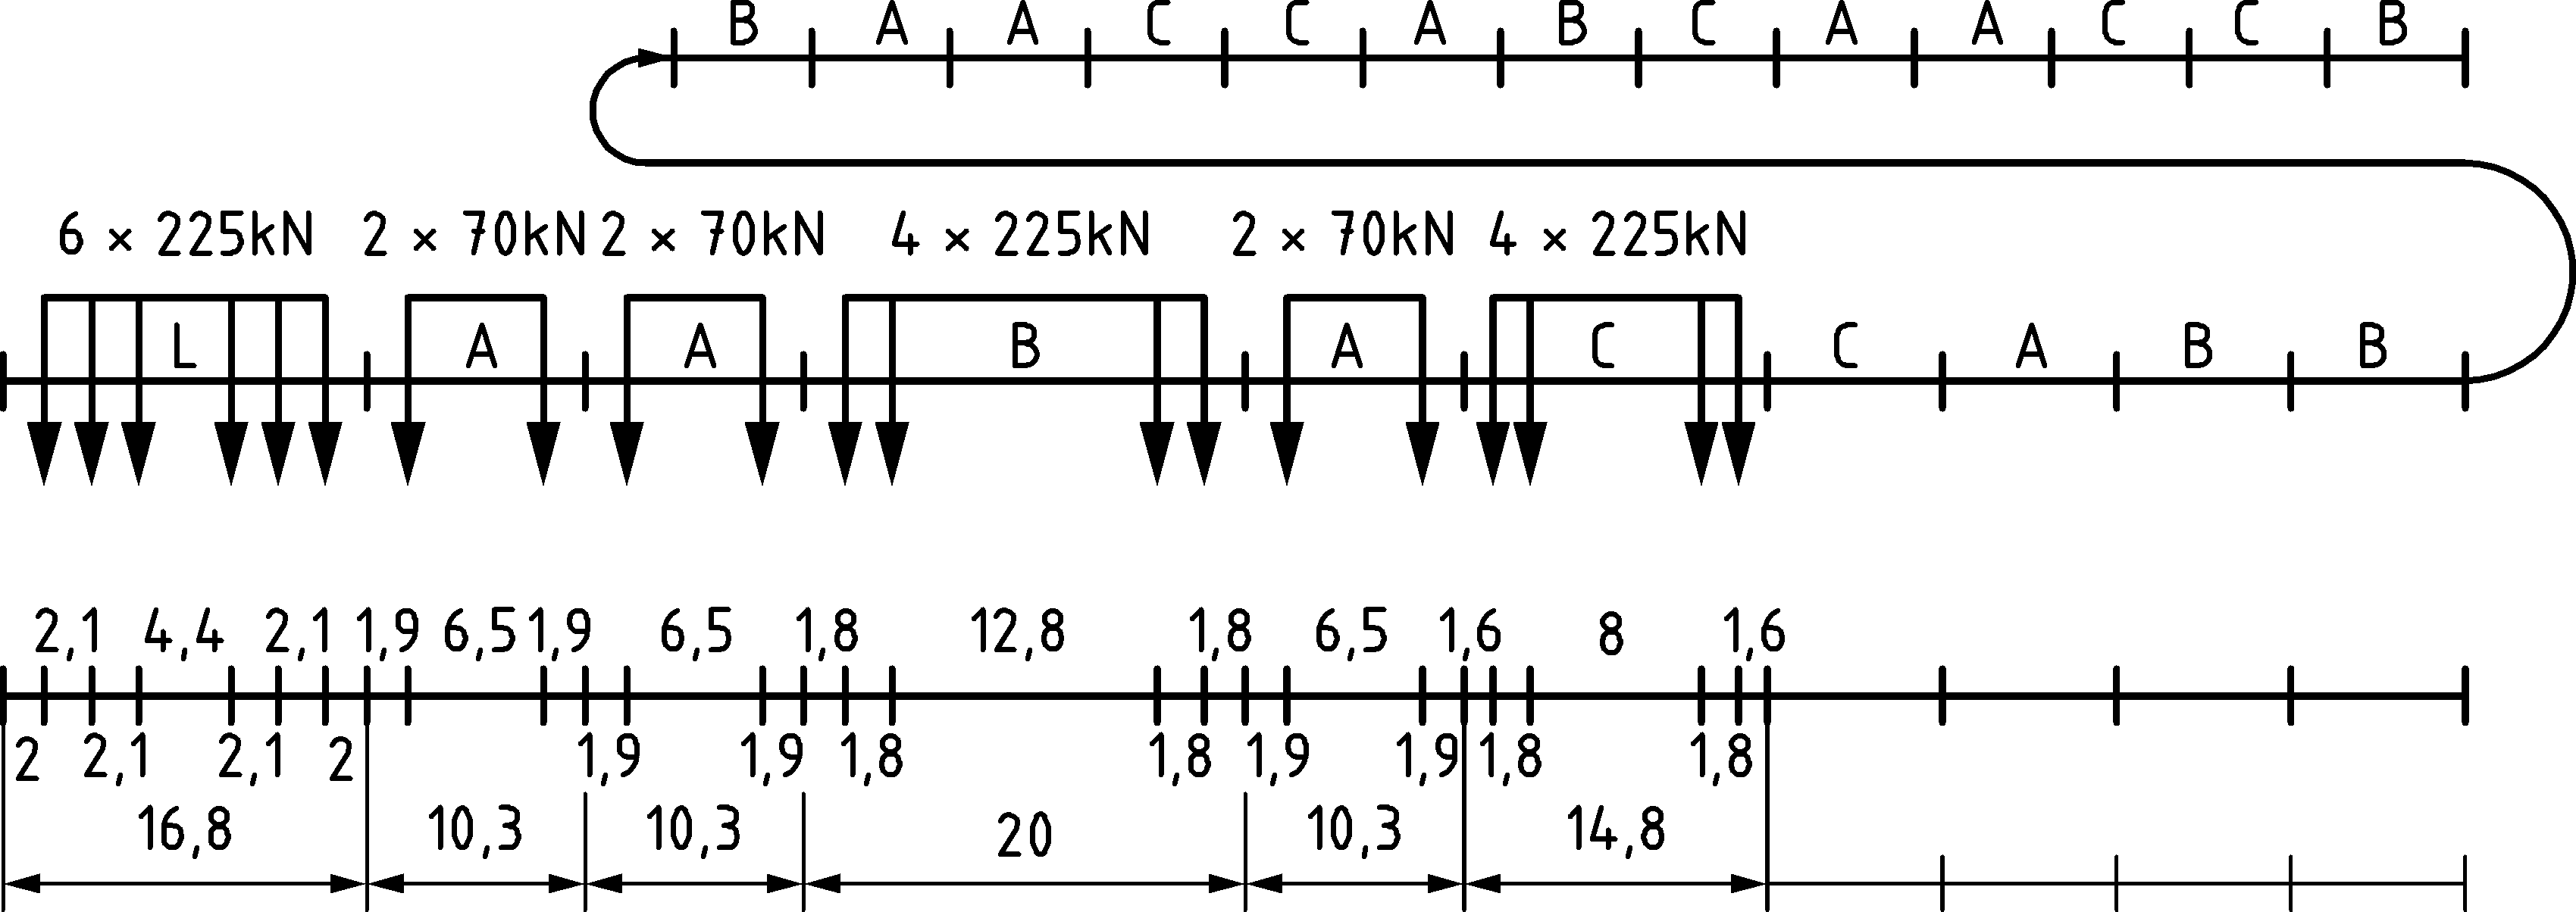 B A A C C A B C A A C C B
6 × 225kN 2 × 70kN 2 × 70kN 4 × 225kN 2 × 70kN 4 × 225kN
L A A B A C C A B B
2,1 4,4 2,1 1,9 6,5 1,9 6,5 1,8 12,8 1,8 6,5 1,6 8 1,6
2 2,1 2,1 2 1,9 1,9 1,8 1,8 1,9 1,9 1,8 1,8
16,8 10,3 10,3 20 10,3 14,8